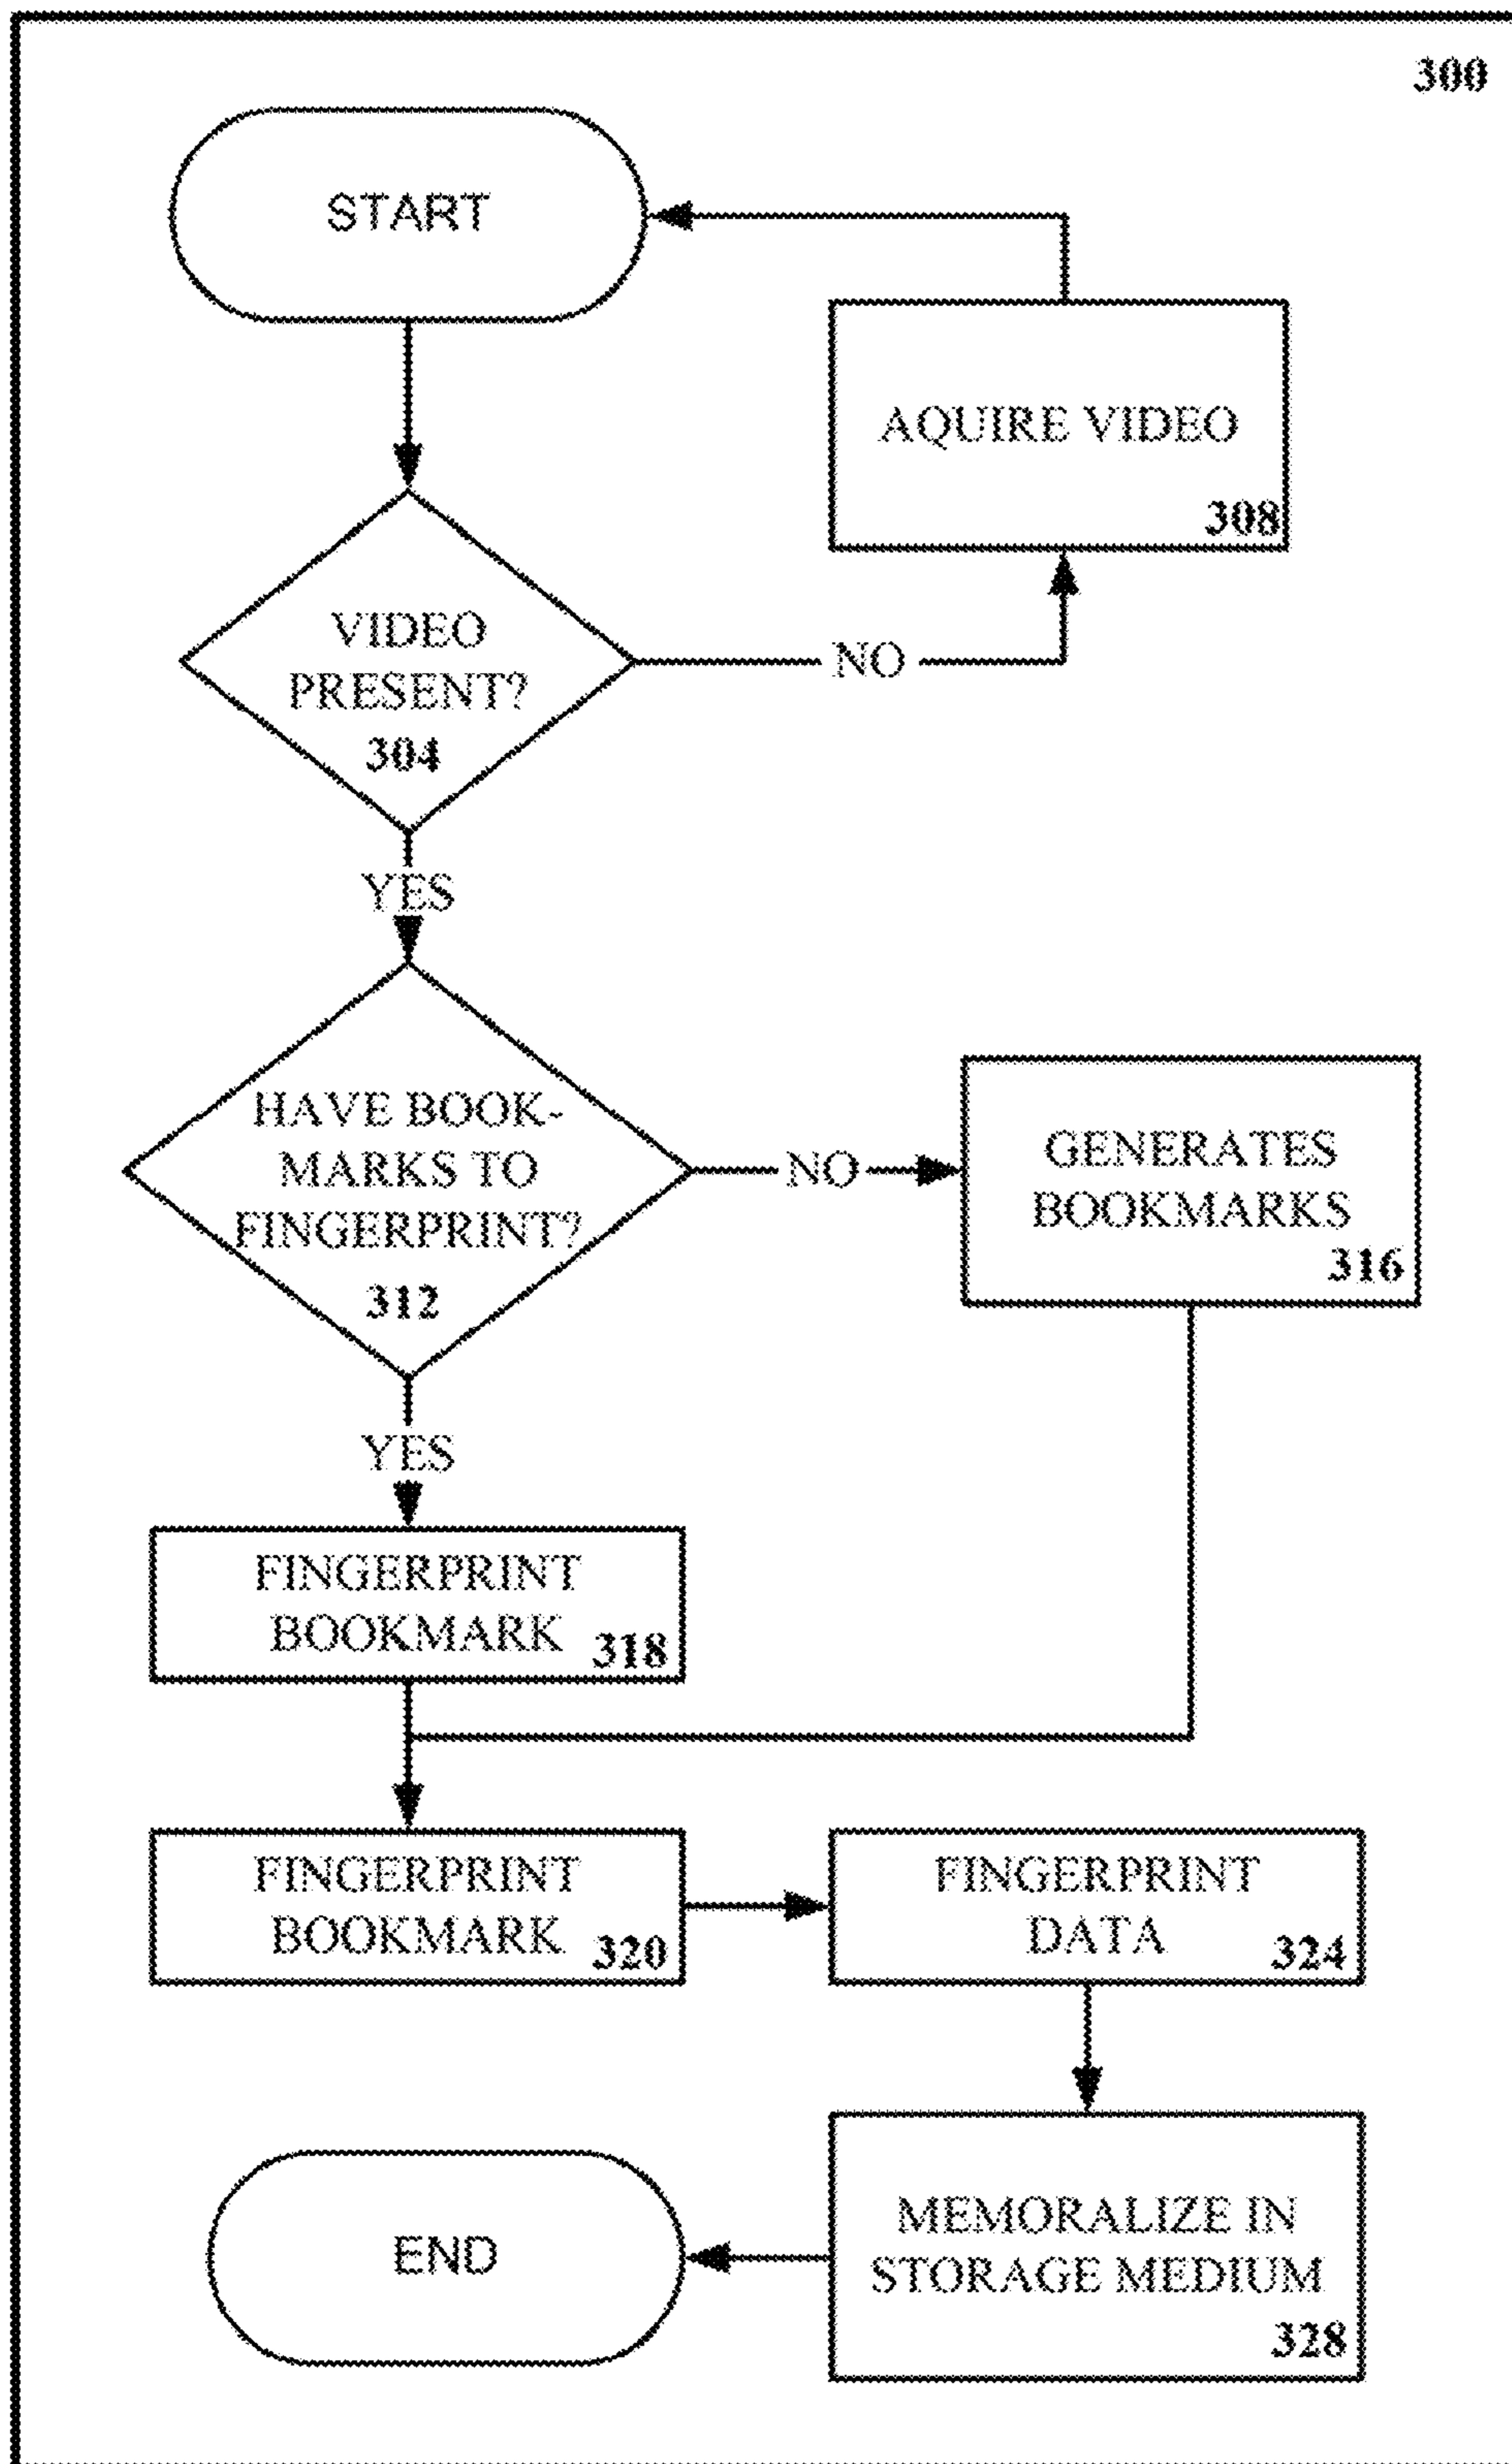 300
START
AQUIRE VIDEO
308
VIDEO
PRESENT?
304
NO
YES
HAVE BOOK-
MARKS TO
FINGERPRINT?
312
NO
GENERATES
BOOKMARKS
316
YES
FINGERPRINT
BOOKMARK
318
FINGERPRINT
BOOKMARK
320
FINGERPRINT
DATA
324
MEMORALIZE IN
STORAGE MEDIUM
328
END